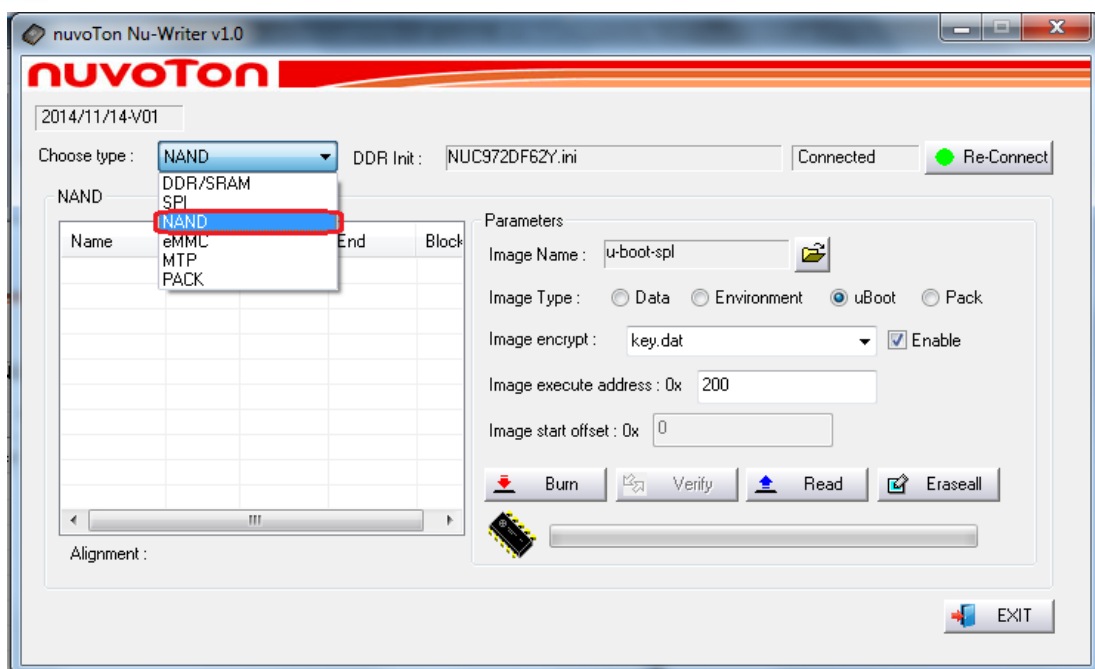 nuvoTon Nu-Writer v1.0
nuvoTon
2014/11/14-V01
Choose type : NAND DDR Init : NUC972DF62Y.ini Connected Re-Connect
DDR/SRAM
SPI
NAND
eMMC
MTP
PACK
NAND
Name End Block
Alignment :
Parameters
Image Name : u-boot-spl
Image Type : Data Environment uBoot Pack
Image encrypt : key.dat Enable
Image execute address : 0x 200
Image start offset : 0x 0
Burn Verify Read Eraseall
EXIT